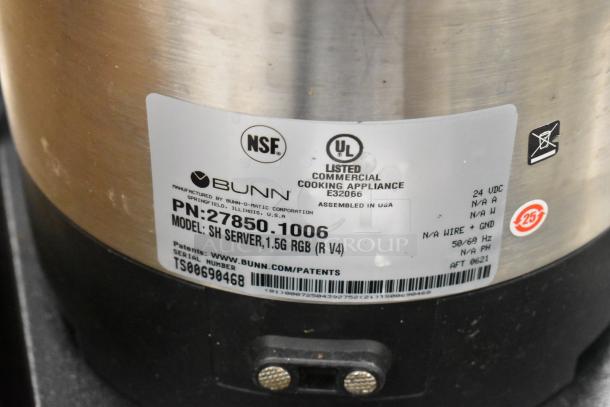 NSF.
UL
LISTED
COMMERCIAL
COOKING APPLIANCE
E32066
BUNN
ASSEMBLED IN USA
MANUFACTURED BY BUNN-O-MATIC CORPORATION
SPRINGFIELD, ILLINOIS, U.S.A
PN:27850.1006
MODEL: SH SERVER,1.5G RGB (R V4)
Patents: WWW.BUNN.COM/PATENTS
SERIAL NUMBER
TS00690468
24 VDC
N/A A
N/A W
N/A WIRE + GND
50/60 Hz
N/A PH
AFT 0621
25
GROUP